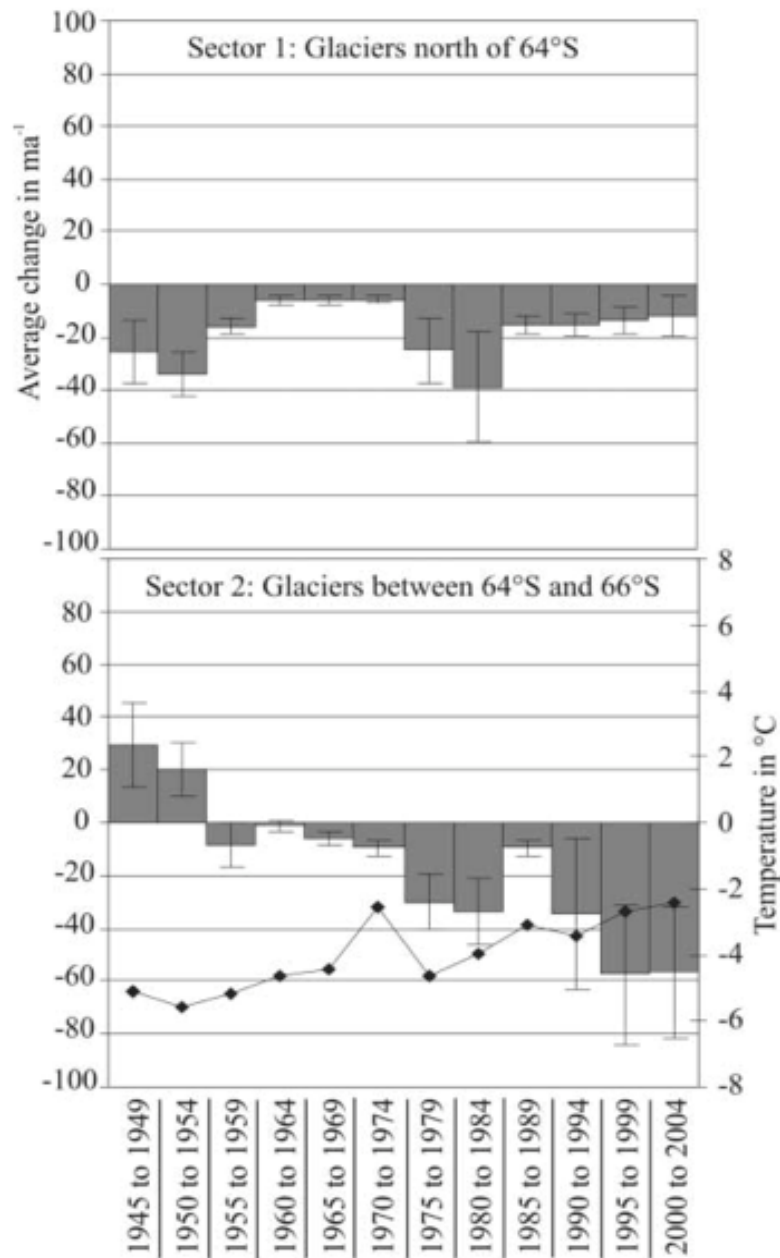 Sector 1: Glaciers north of 64°S
Average change in ma⁻¹
100
80
60
40
20
0
-20
-40
-60
-80
-100
Sector 2: Glaciers between 64°S and 66°S
80
60
40
20
0
-20
-40
-60
-80
-100
8
6
4
2
0
-2
-4
-6
-8
Temperature in °C
1945 to 1949
1950 to 1954
1955 to 1959
1960 to 1964
1965 to 1969
1970 to 1974
1975 to 1979
1980 to 1984
1985 to 1989
1990 to 1994
1995 to 1999
2000 to 2004